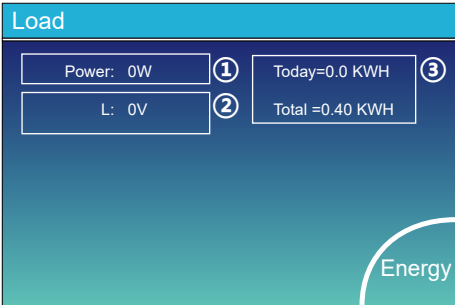 Load
Power: 0W ①
L: 0V ②
Today=0.0 KWH ③
Total =0.40 KWH
Energy